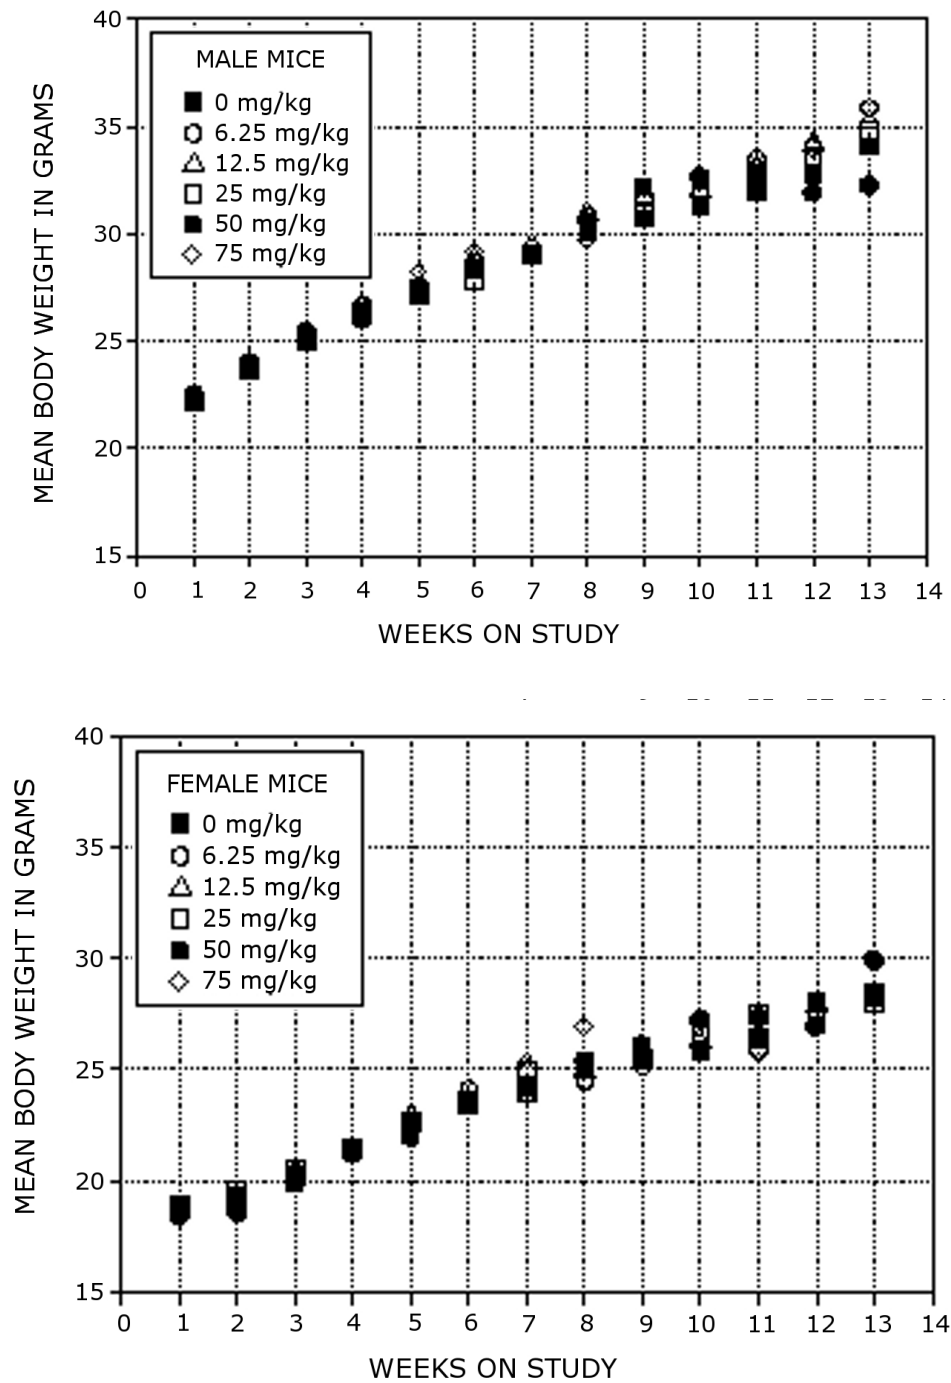 40
MALE MICE
0 mg/kg
6.25 mg/kg
12.5 mg/kg
25 mg/kg
50 mg/kg
75 mg/kg
35
30
25
20
15
MEAN BODY WEIGHT IN GRAMS
0 1 2 3 4 5 6 7 8 9 10 11 12 13 14
WEEKS ON STUDY
40
FEMALE MICE
0 mg/kg
6.25 mg/kg
12.5 mg/kg
25 mg/kg
50 mg/kg
75 mg/kg
35
30
25
20
15
MEAN BODY WEIGHT IN GRAMS
0 1 2 3 4 5 6 7 8 9 10 11 12 13 14
WEEKS ON STUDY